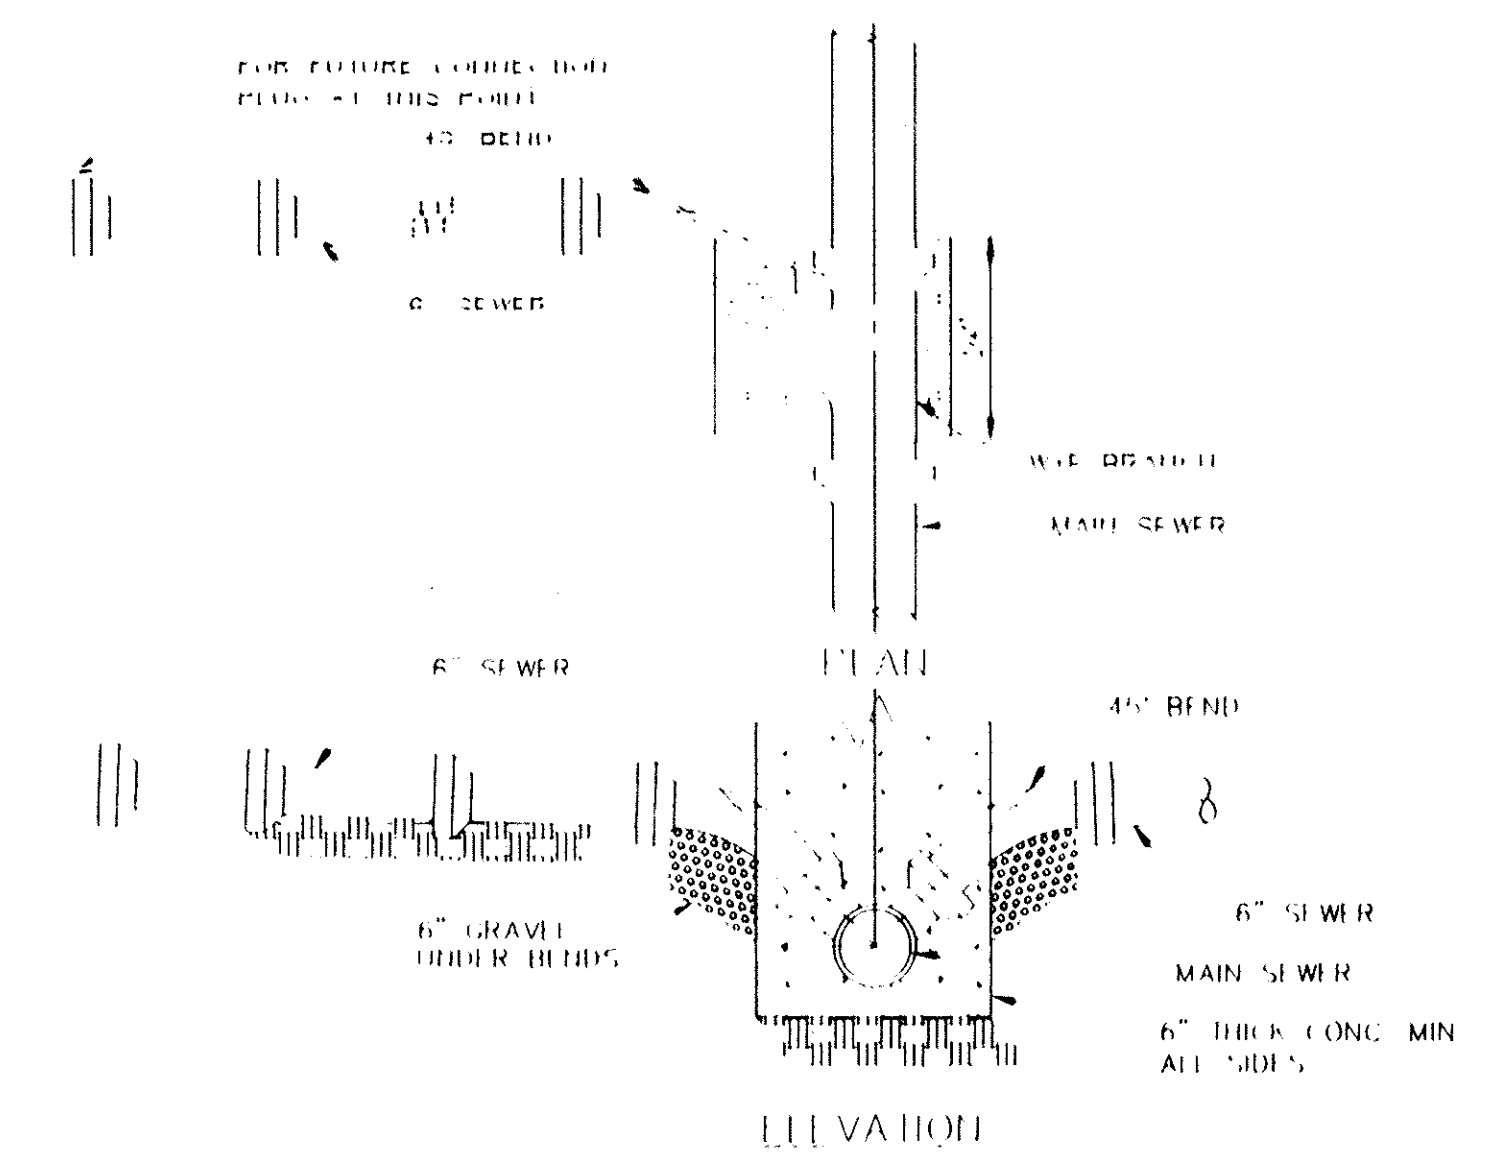 FOR FUTURE CONNECTION
PLUG AT THIS POINT
45° BEND
6" SEWER
WYE BRANCH
MAIN SEWER
PLAN
6" SEWER
45° BEND
6" GRAVEL
UNDER BENDS
6" SEWER
MAIN SEWER
6" THICK CONC MIN
ALL SIDES
ELEVATION